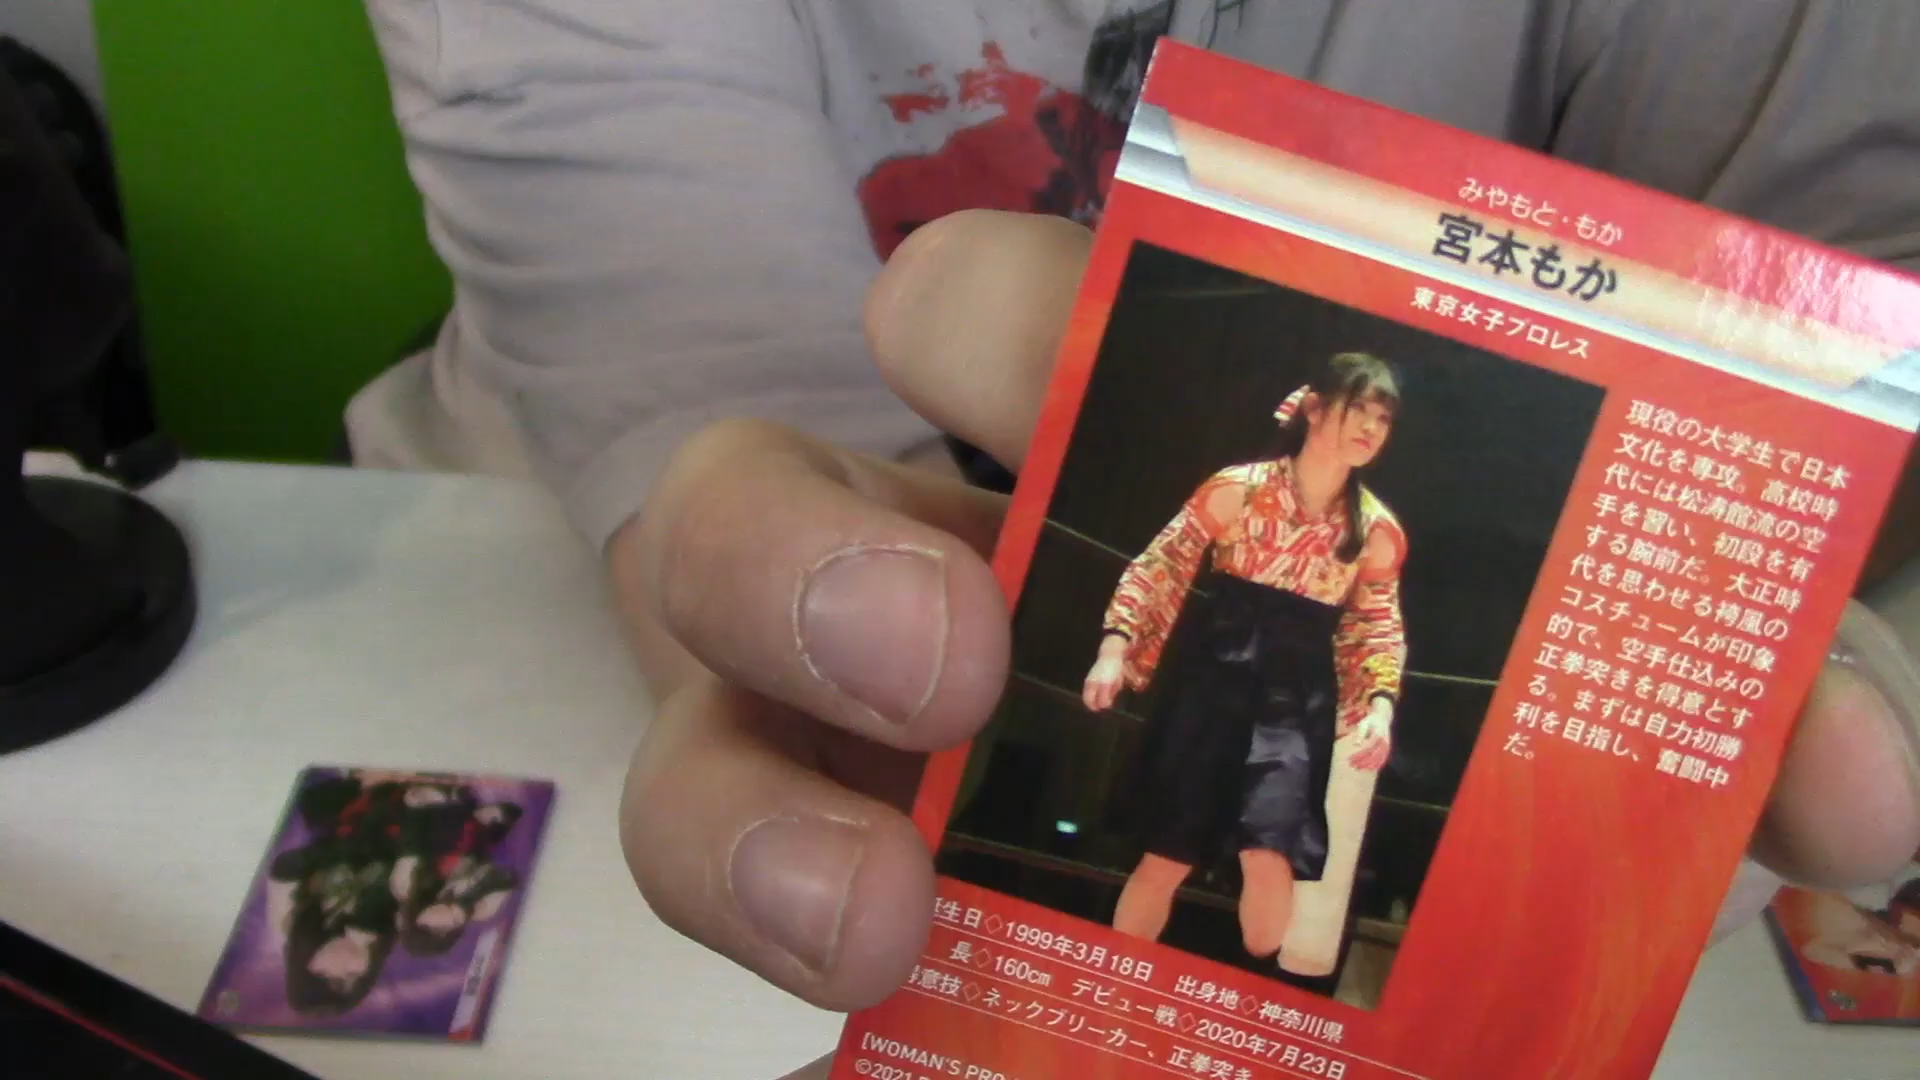 みやもと・もか
宮本もか
東京女子プロレス
現役の大学生で日本
文化を専攻。高校時
代には松涛館流の空
手を習い、初段を有
する腕前だ。大正時
代を思わせる袴風の
コスチュームが印象
的で、空手仕込みの
正拳突きを得意とす
る。まずは自力初勝
利を目指し、奮闘中
だ。
生日◇1999年3月18日 出身地◇神奈川県
長◇160cm デビュー戦◇2020年7月23日
得意技◇ネックブリーカー、正拳突き
[WOMAN'S PRO
©2021